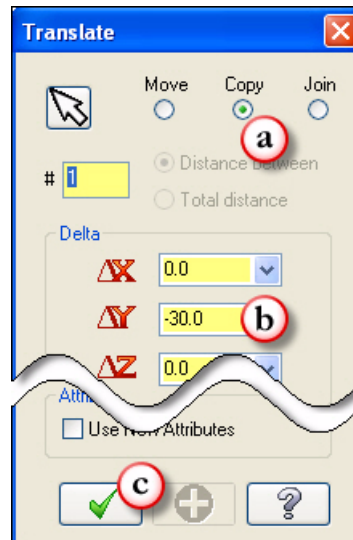 Translate
Move Copy Join
a
# 1
Distance between
Total distance
Delta
ΔX 0.0
ΔY -30.0 b
ΔZ 0.0
Use New Attributes
c
?